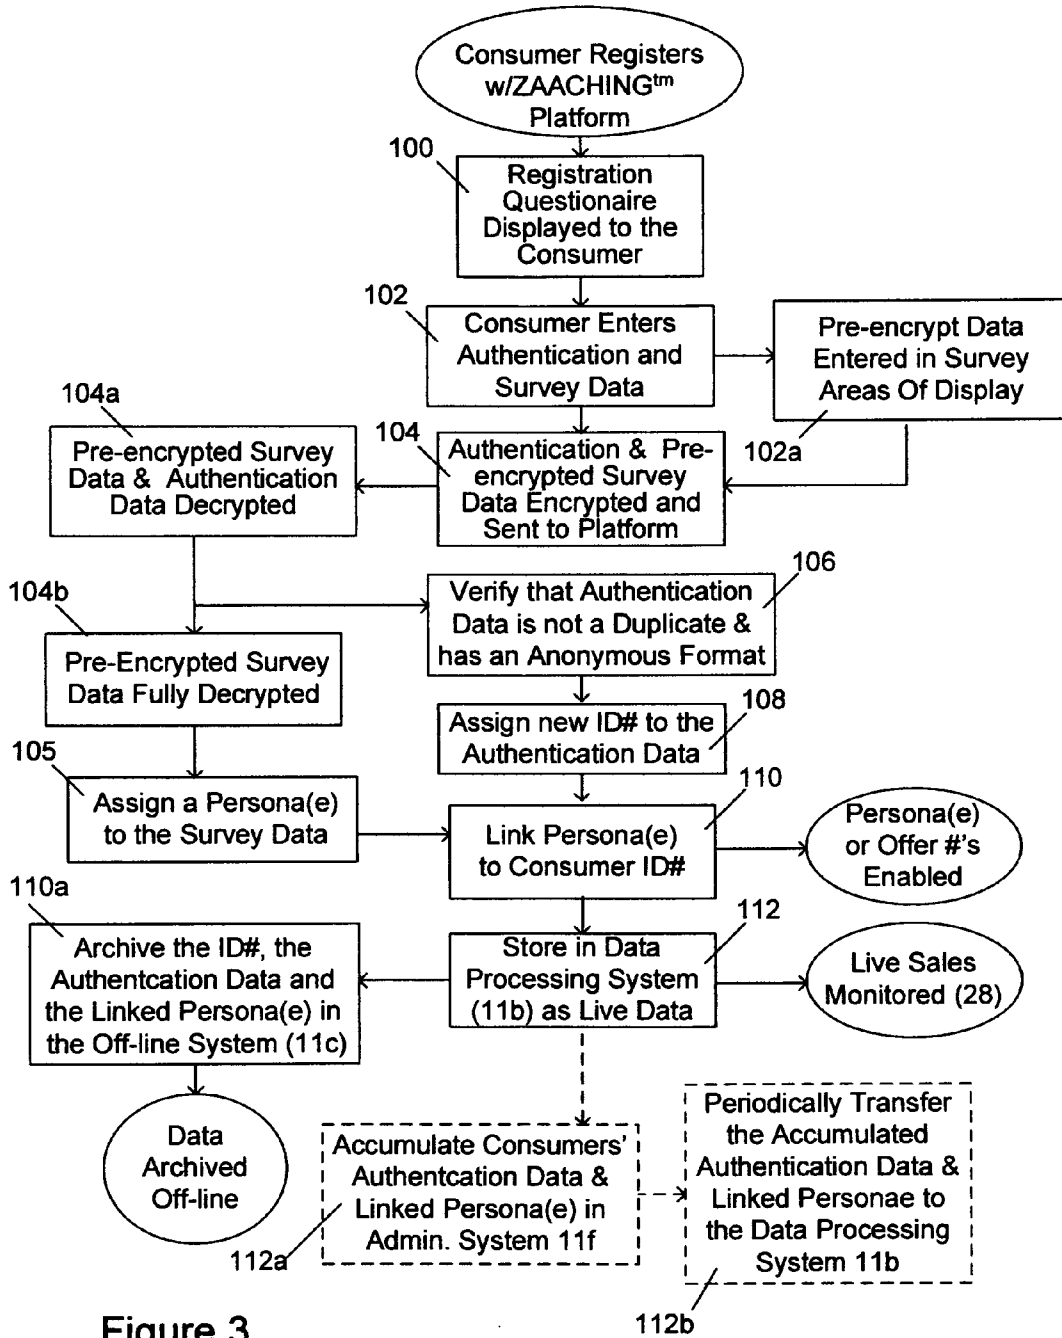 Consumer Registers
w/ZAACHING™
Platform
100
Registration
Questionaire
Displayed to the
Consumer
102
Consumer Enters
Authentication and
Survey Data
Pre-encrypt Data
Entered in Survey
Areas Of Display
102a
104a
Pre-encrypted Survey
Data & Authentication
Data Decrypted
104
Authentication & Pre-
encrypted Survey
Data Encrypted and
Sent to Platform
106
Verify that Authentication
Data is not a Duplicate &
has an Anonymous Format
104b
Pre-Encrypted Survey
Data Fully Decrypted
108
Assign new ID# to the
Authentication Data
105
Assign a Persona(e)
to the Survey Data
110
Link Persona(e)
to Consumer ID#
Persona(e)
or Offer #'s
Enabled
110a
Archive the ID#, the
Authentcation Data and
the Linked Persona(e) in
the Off-line System (11c)
112
Store in Data
Processing System
(11b) as Live Data
Live Sales
Monitored (28)
Data
Archived
Off-line
Accumulate Consumers'
Authentcation Data &
Linked Persona(e) in
Admin. System 11f
112a
Periodically Transfer
the Accumulated
Authentication Data &
Linked Personae to
the Data Processing
System 11b
112b
Figure 3